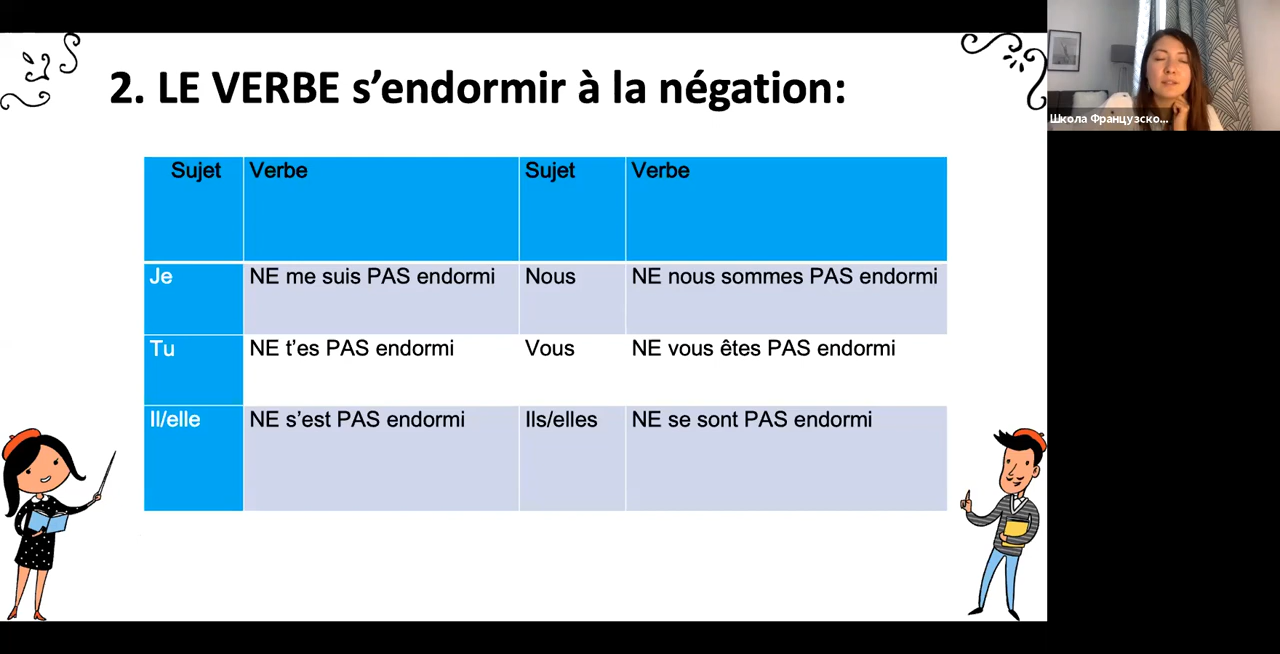 2. LE VERBE s’endormir à la négation:
Школа Французско...
Sujet Verbe Sujet Verbe
Je NE me suis PAS endormi Nous NE nous sommes PAS endormi
Tu NE t’es PAS endormi Vous NE vous êtes PAS endormi
Il/elle NE s’est PAS endormi Ils/elles NE se sont PAS endormi